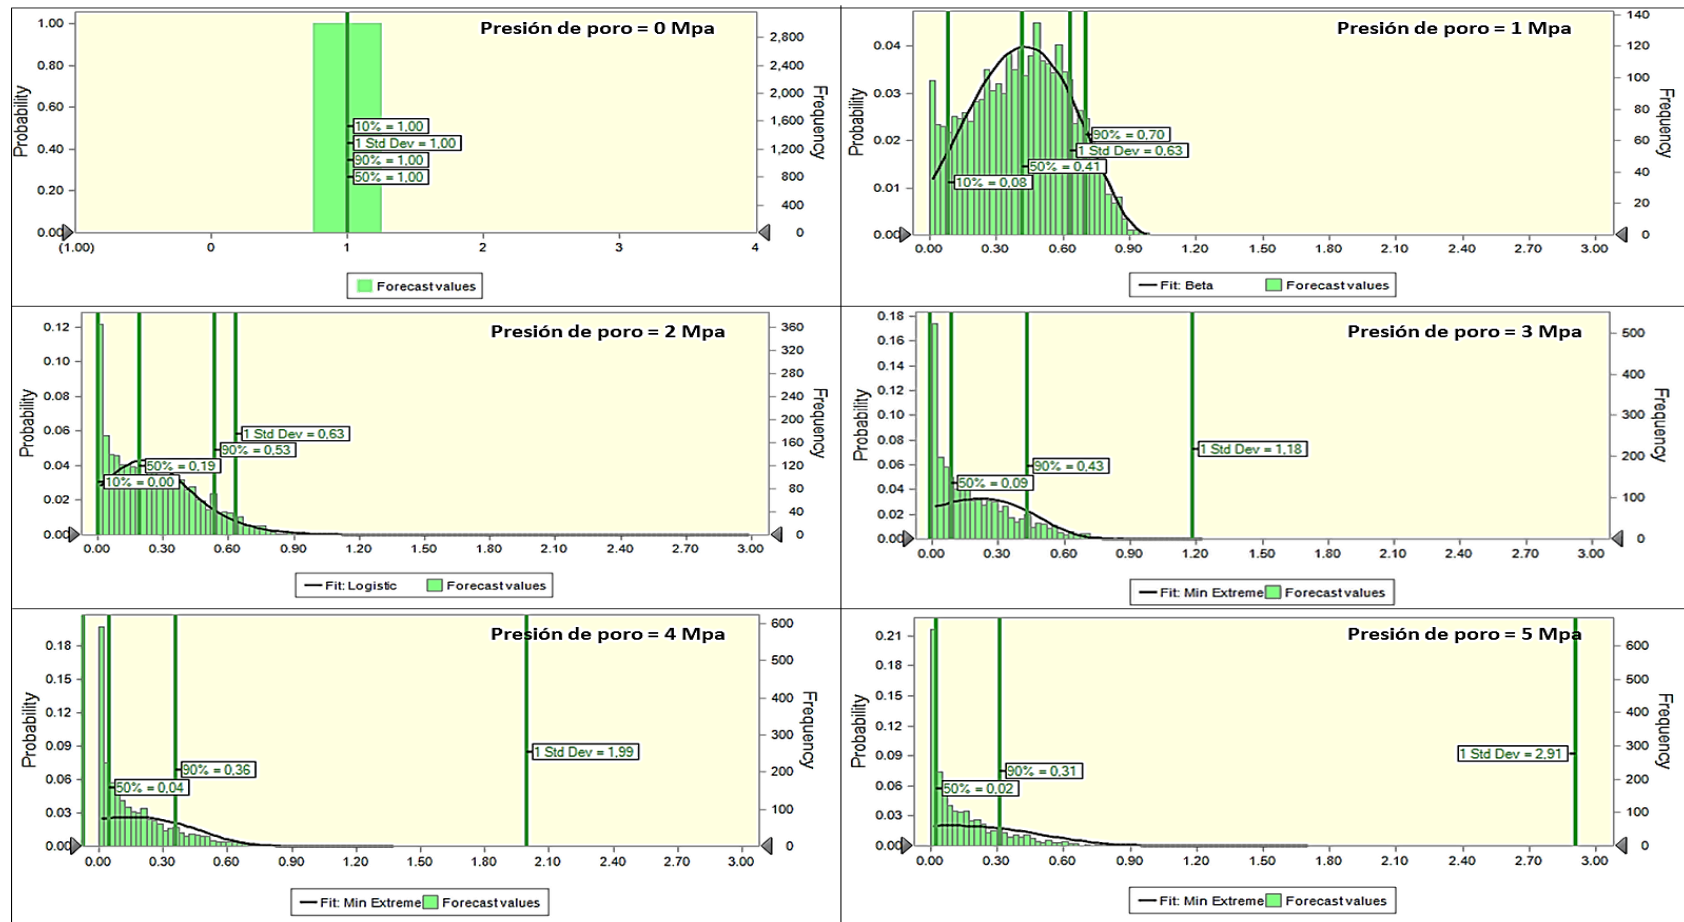 Presión de poro = 0 Mpa
Probability
1.00
0.80
0.60
0.40
0.20
0.00
2,800
2,400
2,000
1,600
1,200
800
400
0
Frequency
10% = 1,00
1 Std Dev = 1,00
90% = 1,00
50% = 1,00
(1.00) 0 1 2 3 4
Forecast values
Presión de poro = 1 Mpa
Probability
0.04
0.03
0.02
0.01
0.00
140
120
100
80
60
40
20
0
Frequency
90% = 0,70
1 Std Dev = 0,63
50% = 0,41
10% = 0,08
0.00 0.30 0.60 0.90 1.20 1.50 1.80 2.10 2.40 2.70 3.00
Fit: Beta Forecast values
Presión de poro = 2 Mpa
Probability
0.12
0.10
0.08
0.06
0.04
0.02
0.00
360
320
280
240
200
160
120
80
40
0
Frequency
1 Std Dev = 0,63
90% = 0,53
50% = 0,19
10% = 0,00
0.00 0.30 0.60 0.90 1.20 1.50 1.80 2.10 2.40 2.70 3.00
Fit: Logistic Forecast values
Presión de poro = 3 Mpa
Probability
0.18
0.16
0.14
0.12
0.10
0.08
0.06
0.04
0.02
0.00
500
400
300
200
100
0
Frequency
1 Std Dev = 1,18
90% = 0,43
50% = 0,09
0.00 0.30 0.60 0.90 1.20 1.50 1.80 2.10 2.40 2.70 3.00
Fit: Min Extreme Forecast values
Presión de poro = 4 Mpa
Probability
0.18
0.15
0.12
0.09
0.06
0.03
0.00
600
500
400
300
200
100
0
Frequency
1 Std Dev = 1,99
90% = 0,36
50% = 0,04
0.00 0.30 0.60 0.90 1.20 1.50 1.80 2.10 2.40 2.70 3.00
Fit: Min Extreme Forecast values
Presión de poro = 5 Mpa
Probability
0.21
0.18
0.15
0.12
0.09
0.06
0.03
0.00
600
500
400
300
200
100
0
Frequency
1 Std Dev = 2,91
90% = 0,31
50% = 0,02
0.00 0.30 0.60 0.90 1.20 1.50 1.80 2.10 2.40 2.70 3.00
Fit: Min Extreme Forecast values